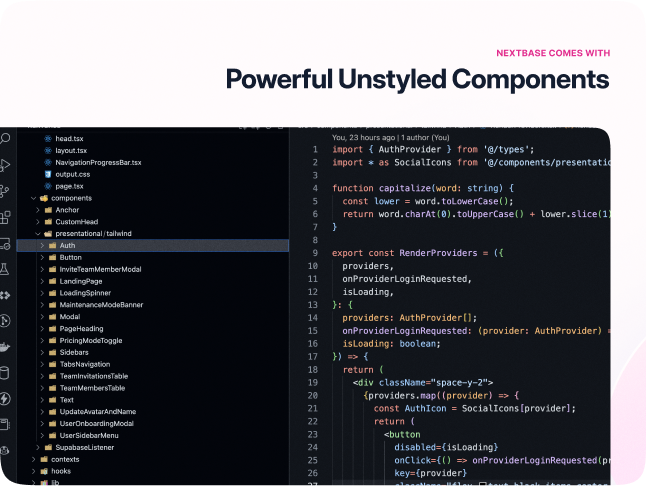 NEXTBASE COMES WITH
Powerful Unstyled Components
head.tsx
layout.tsx
NavigationProgressBar.tsx
output.css
page.tsx
components
Anchor
CustomHead
presentational/tailwind
Auth
Button
InviteTeamMemberModal
LandingPage
LoadingSpinner
MaintenanceModeBanner
Modal
PageHeading
PricingModeToggle
Sidebars
TabsNavigation
TeamInvitationsTable
TeamMembersTable
Text
UpdateAvatarAndName
UserOnboardingModal
UserSidebarMenu
SupabaseListener
contexts
hooks
lib
You, 23 hours ago | 1 author (You)
1 import { AuthProvider } from '@/types';
2 import * as SocialIcons from '@/components/presentatio
3
4 function capitalize(word: string) {
5 const lower = word.toLowerCase();
6 return word.charAt(0).toUpperCase() + lower.slice(1)
7 }
8
9 export const RenderProviders = ({
10 providers,
11 onProviderLoginRequested,
12 isLoading,
13 }: {
14 providers: AuthProvider[];
15 onProviderLoginRequested: (provider: AuthProvider) =
16 isLoading: boolean;
17 }) => {
18 return (
19 <div className="space-y-2">
20 {providers.map((provider) => {
21 const AuthIcon = SocialIcons[provider];
22 return (
23 <button
24 disabled={isLoading}
25 onClick={() => onProviderLoginRequested(pr
26 key={provider}